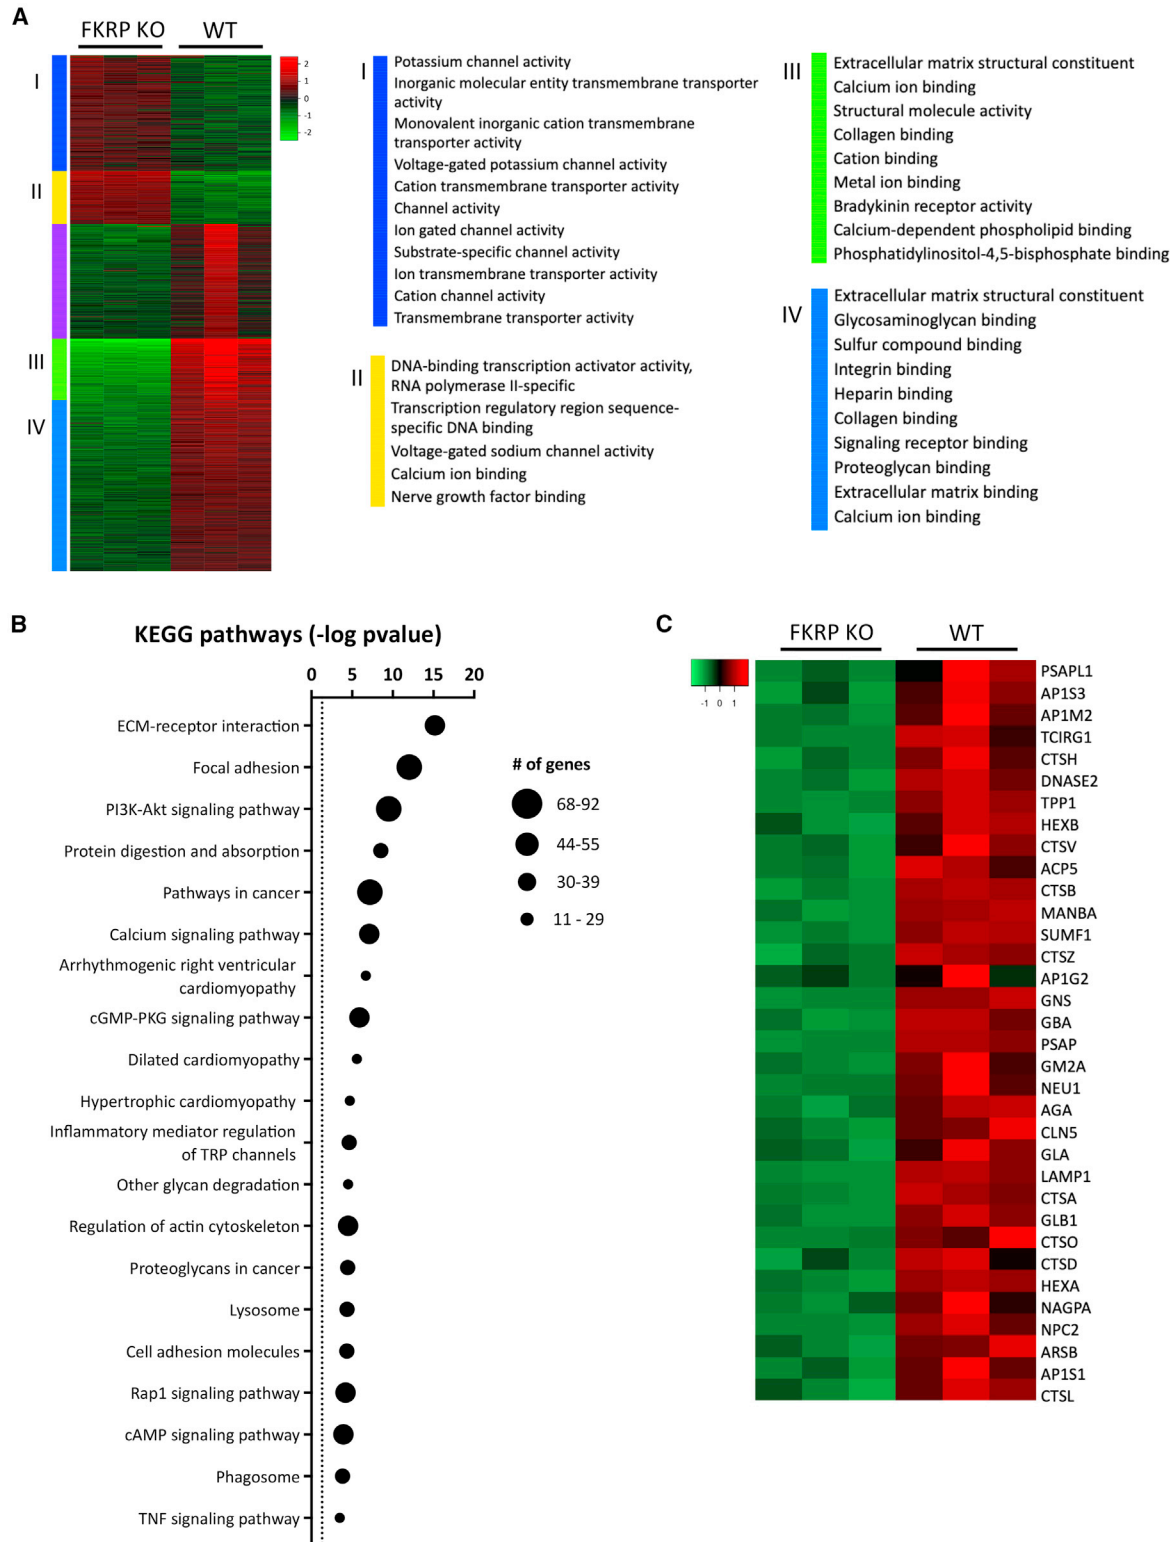 A
FKRP KO
WT
I
II
III
IV
2
1
0
-1
-2
I
Potassium channel activity
Inorganic molecular entity transmembrane transporter
activity
Monovalent inorganic cation transmembrane
transporter activity
Voltage-gated potassium channel activity
Cation transmembrane transporter activity
Channel activity
Ion gated channel activity
Substrate-specific channel activity
Ion transmembrane transporter activity
Cation channel activity
Transmembrane transporter activity
II
DNA-binding transcription activator activity,
RNA polymerase II-specific
Transcription regulatory region sequence-
specific DNA binding
Voltage-gated sodium channel activity
Calcium ion binding
Nerve growth factor binding
III
Extracellular matrix structural constituent
Calcium ion binding
Structural molecule activity
Collagen binding
Cation binding
Metal ion binding
Bradykinin receptor activity
Calcium-dependent phospholipid binding
Phosphatidylinositol-4,5-bisphosphate binding
IV
Extracellular matrix structural constituent
Glycosaminoglycan binding
Sulfur compound binding
Integrin binding
Heparin binding
Collagen binding
Signaling receptor binding
Proteoglycan binding
Extracellular matrix binding
Calcium ion binding
B
KEGG pathways (-log pvalue)
0 5 10 15 20
ECM-receptor interaction
Focal adhesion
PI3K-Akt signaling pathway
Protein digestion and absorption
Pathways in cancer
Calcium signaling pathway
Arrhythmogenic right ventricular
cardiomyopathy
cGMP-PKG signaling pathway
Dilated cardiomyopathy
Hypertrophic cardiomyopathy
Inflammatory mediator regulation
of TRP channels
Other glycan degradation
Regulation of actin cytoskeleton
Proteoglycans in cancer
Lysosome
Cell adhesion molecules
Rap1 signaling pathway
cAMP signaling pathway
Phagosome
TNF signaling pathway
# of genes
68-92
44-55
30-39
11 - 29
C
FKRP KO
WT
-1 0 1
PSAPL1
AP1S3
AP1M2
TCIRG1
CTSH
DNASE2
TPP1
HEXB
CTSV
ACP5
CTSB
MANBA
SUMF1
CTSZ
AP1G2
GNS
GBA
PSAP
GM2A
NEU1
AGA
CLN5
GLA
LAMP1
CTSA
GLB1
CTSO
CTSD
HEXA
NAGPA
NPC2
ARSB
AP1S1
CTSL